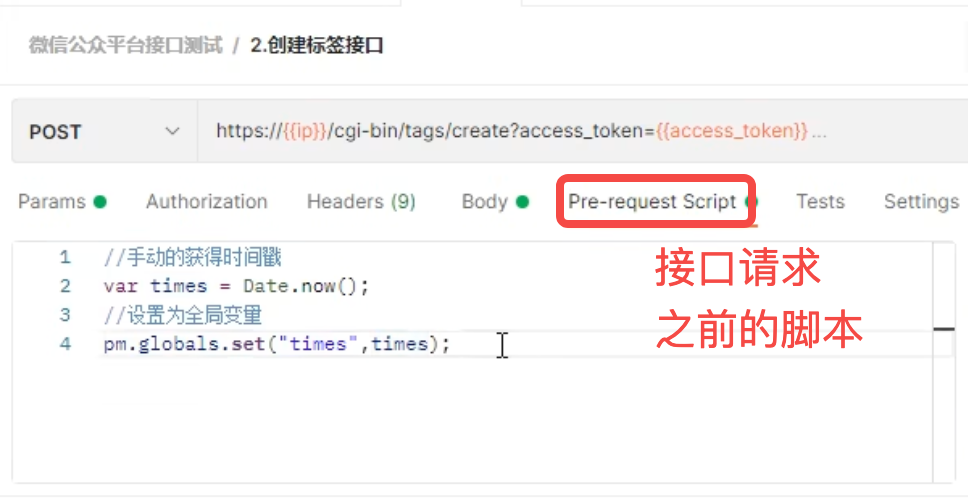 微信公众平台接口测试 / 2.创建标签接口
POST https://{{ip}}/cgi-bin/tags/create?access_token={{access_token}} ...
Params Authorization Headers (9) Body Pre-request Script Tests Settings
1 //手动的获得时间戳
2 var times = Date.now();
3 //设置为全局变量
4 pm.globals.set("times",times);
接口请求
之前的脚本